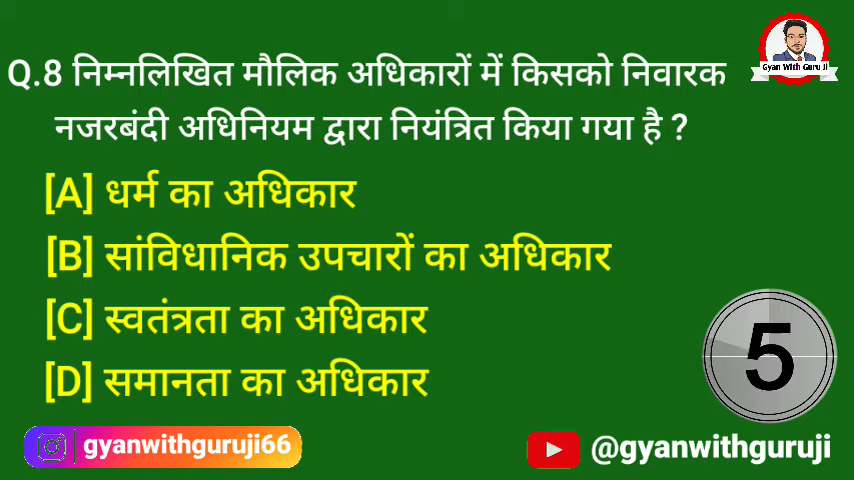 Gyan With Guru Ji
Q.8 निम्नलिखित मौलिक अधिकारों में किसको निवारक
नजरबंदी अधिनियम द्वारा नियंत्रित किया गया है ?
[A] धर्म का अधिकार
[B] सांविधानिक उपचारों का अधिकार
[C] स्वतंत्रता का अधिकार
[D] समानता का अधिकार
5
gyanwithguruji66
@gyanwithguruji